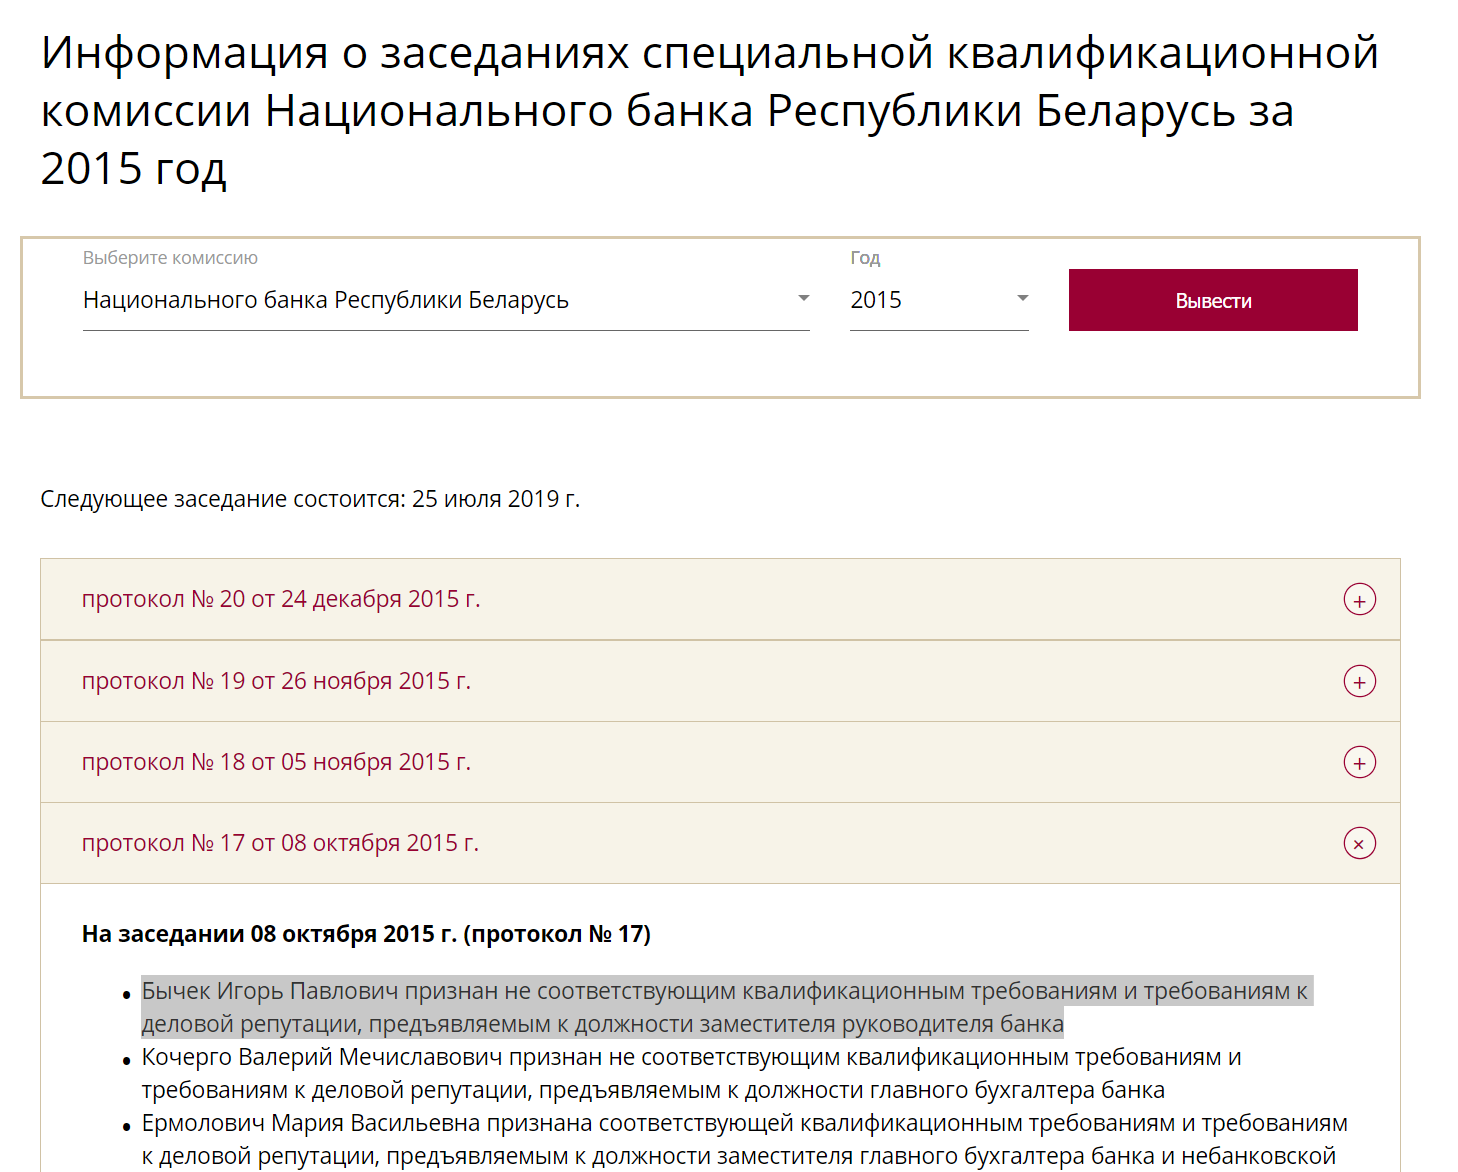 Информация о заседаниях специальной квалификационной
комиссии Национального банка Республики Беларусь за
2015 год
Выберите комиссию
Национального банка Республики Беларусь
Год
2015
Вывести
Следующее заседание состоится: 25 июля 2019 г.
протокол № 20 от 24 декабря 2015 г.
протокол № 19 от 26 ноября 2015 г.
протокол № 18 от 05 ноября 2015 г.
протокол № 17 от 08 октября 2015 г.
На заседании 08 октября 2015 г. (протокол № 17)
Бычек Игорь Павлович признан не соответствующим квалификационным требованиям и требованиям к
деловой репутации, предъявляемым к должности заместителя руководителя банка
Кочерго Валерий Мечиславович признан не соответствующим квалификационным требованиям и
требованиям к деловой репутации, предъявляемым к должности главного бухгалтера банка
Ермолович Мария Васильевна признана соответствующей квалификационным требованиям и требованиям
к деловой репутации, предъявляемым к должности заместителя главного бухгалтера банка и небанковской